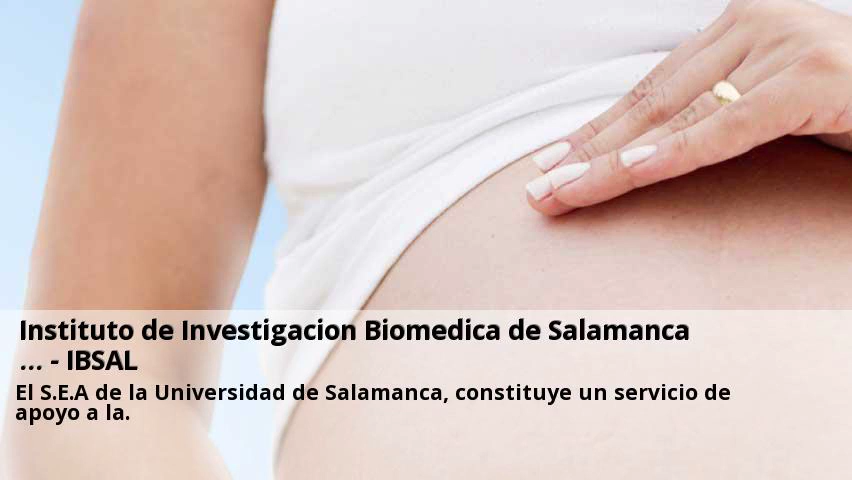 Instituto de Investigacion Biomedica de Salamanca
... - IBSAL
El S.E.A de la Universidad de Salamanca, constituye un servicio de
apoyo a la.